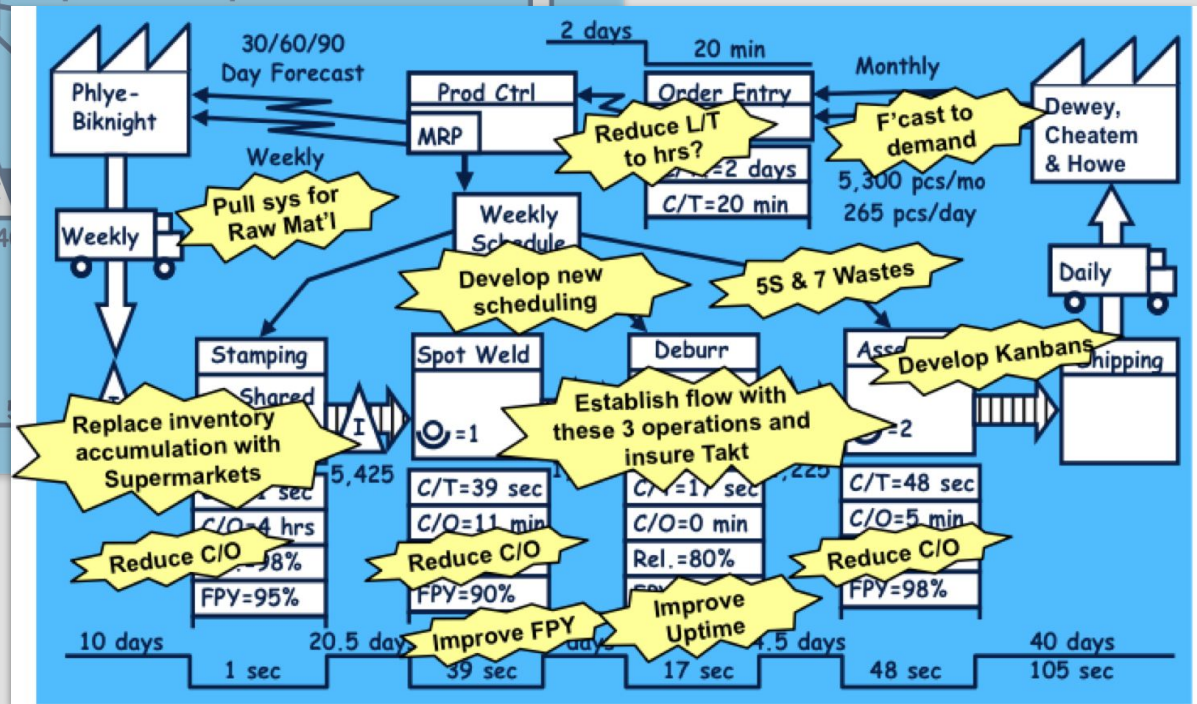 2 days
20 min
30/60/90
Day Forecast
Monthly
Phlye-
Biknight
Prod Ctrl
MRP
Order Entry
Reduce L/T
to hrs?
F'cast to
demand
Dewey,
Cheatem
& Howe
Weekly
=2 days
C/T=20 min
5,300 pcs/mo
265 pcs/day
Pull sys for
Raw Mat'l
Weekly
Weekly
Schedule
Develop new
scheduling
5S & 7 Wastes
Daily
Stamping
Shared
Spot Weld
Deburr
Develop Kanbans
Shipping
Replace inventory
accumulation with
Supermarkets
I
=1
Establish flow with
these 3 operations and
insure Takt
=2
5,425
sec
C/O=4 hrs
98%
FPY=95%
C/T=39 sec
C/O=11 min
FPY=90%
C/T=17 sec
C/O=0 min
Rel.=80%
C/T=48 sec
C/O=5 min
FPY=98%
Reduce C/O
Reduce C/O
Reduce C/O
Improve FPY
Improve
Uptime
10 days
20.5 day
4.5 days
40 days
1 sec
39 sec
17 sec
48 sec
105 sec